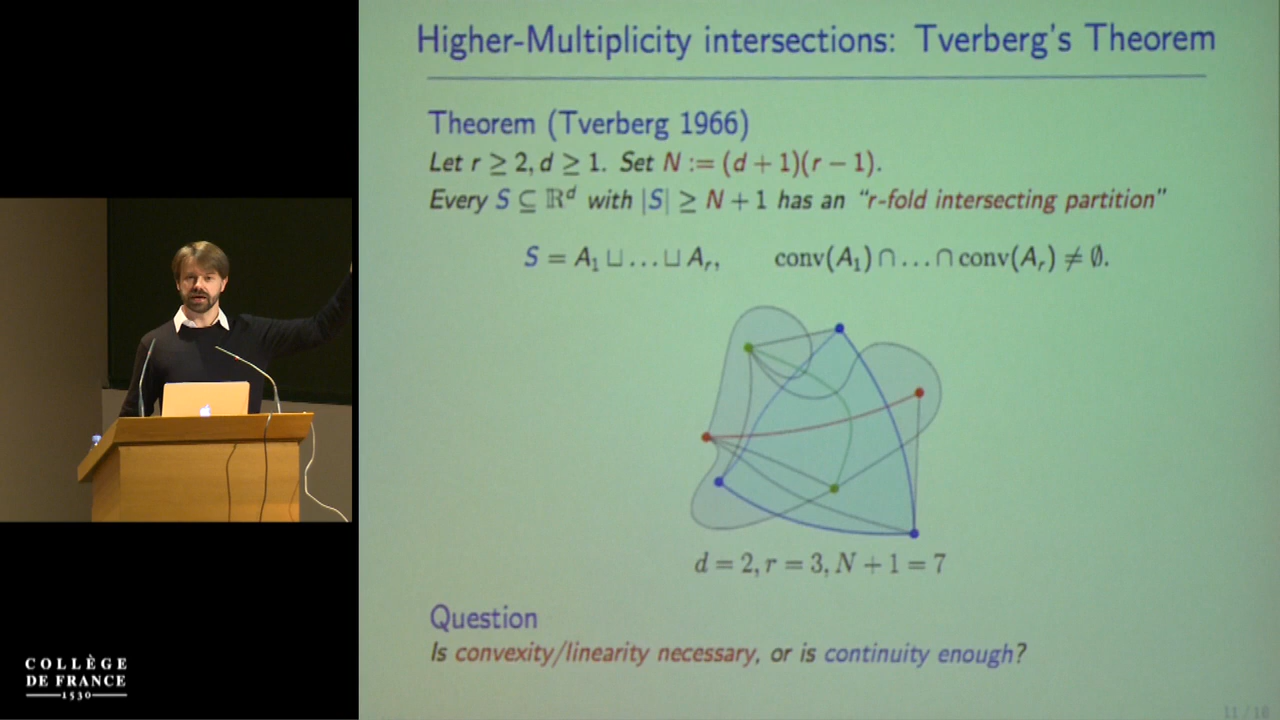 Higher-Multiplicity intersections: Tverberg's Theorem
Theorem (Tverberg 1966)
Let r ≥ 2, d ≥ 1. Set N := (d + 1)(r − 1).
Every S ⊆ ℝ^d with |S| ≥ N + 1 has an “r-fold intersecting partition”
S = A₁ ⊔ … ⊔ Aᵣ, conv(A₁) ∩ … ∩ conv(Aᵣ) ≠ ∅.
d = 2, r = 3, N + 1 = 7
Question
Is convexity/linearity necessary, or is continuity enough?
COLLÈGE
DE FRANCE
1530